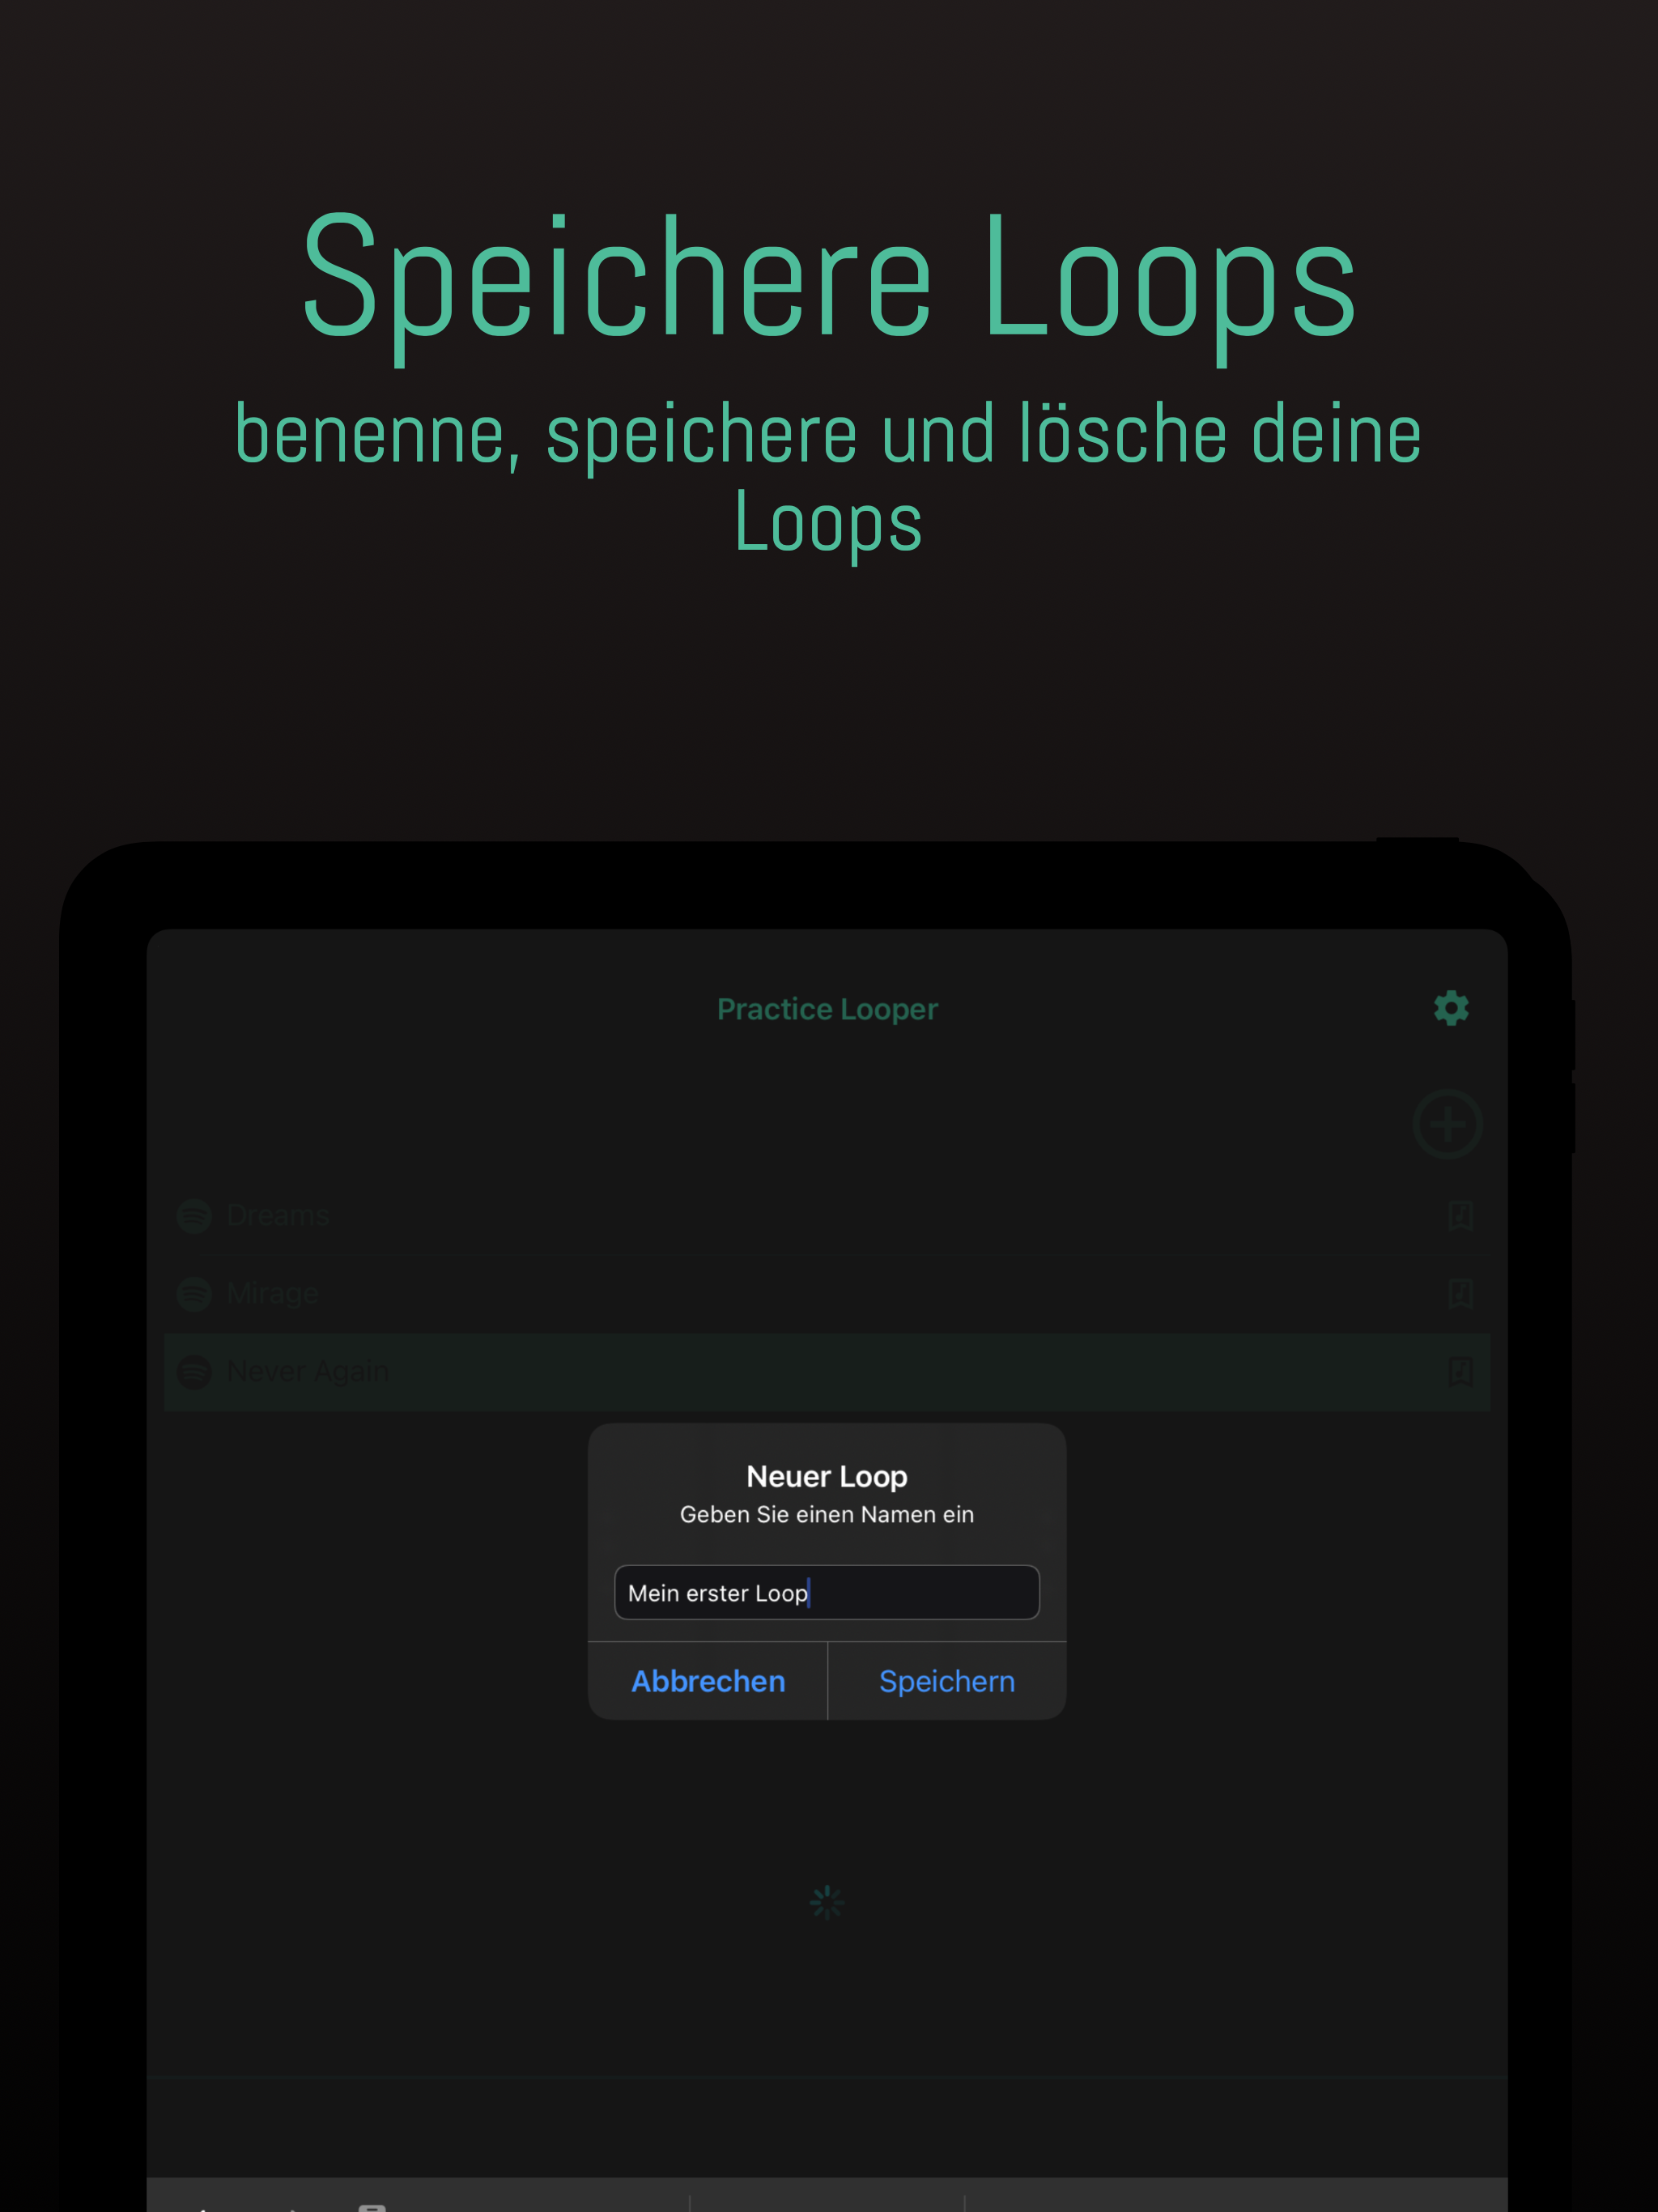 Speichere Loops
benenne, speichere und lösche deine
Loops
Practice Looper
Dreams
Mirage
Never Again
Neuer Loop
Geben Sie einen Namen ein
Mein erster Loop
Abbrechen
Speichern